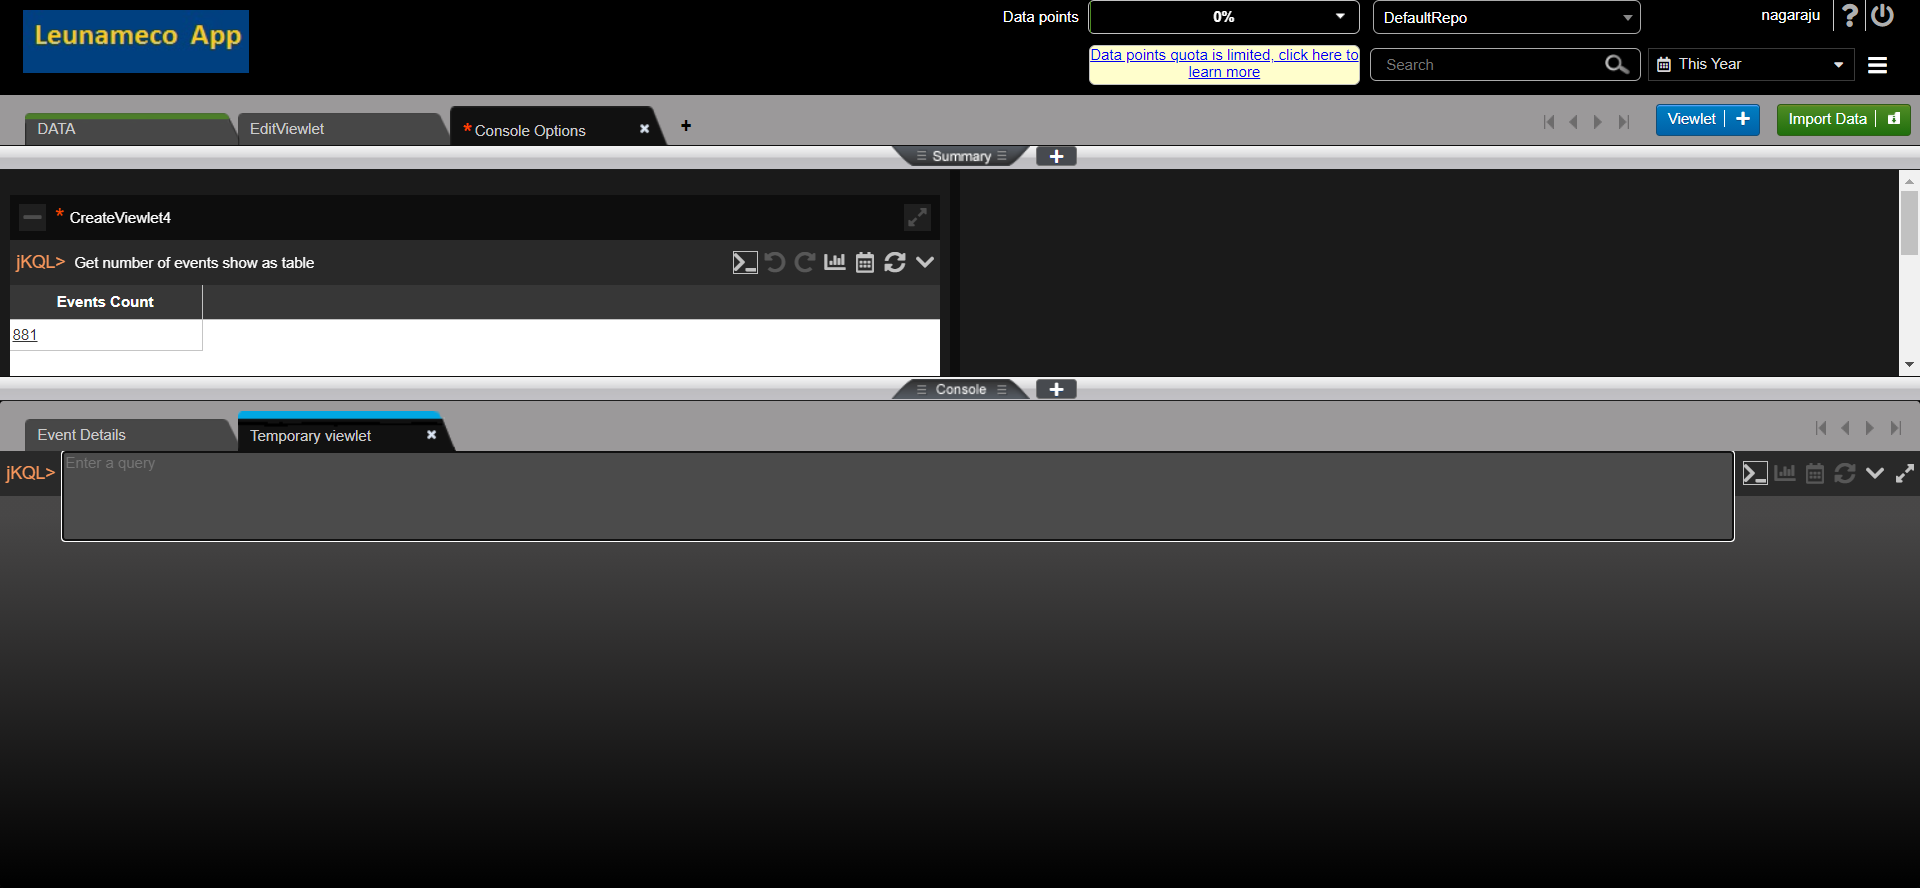 Leunameco App
Data points
0%
DefaultRepo
nagaraju
?
Data points quota is limited, click here to
learn more
Search
This Year
DATA
EditViewlet
* Console Options
+
Viewlet +
Import Data
Summary
+
* CreateViewlet4
jKQL> Get number of events show as table
Events Count
881
Console
+
Event Details
Temporary viewlet
jKQL> Enter a query